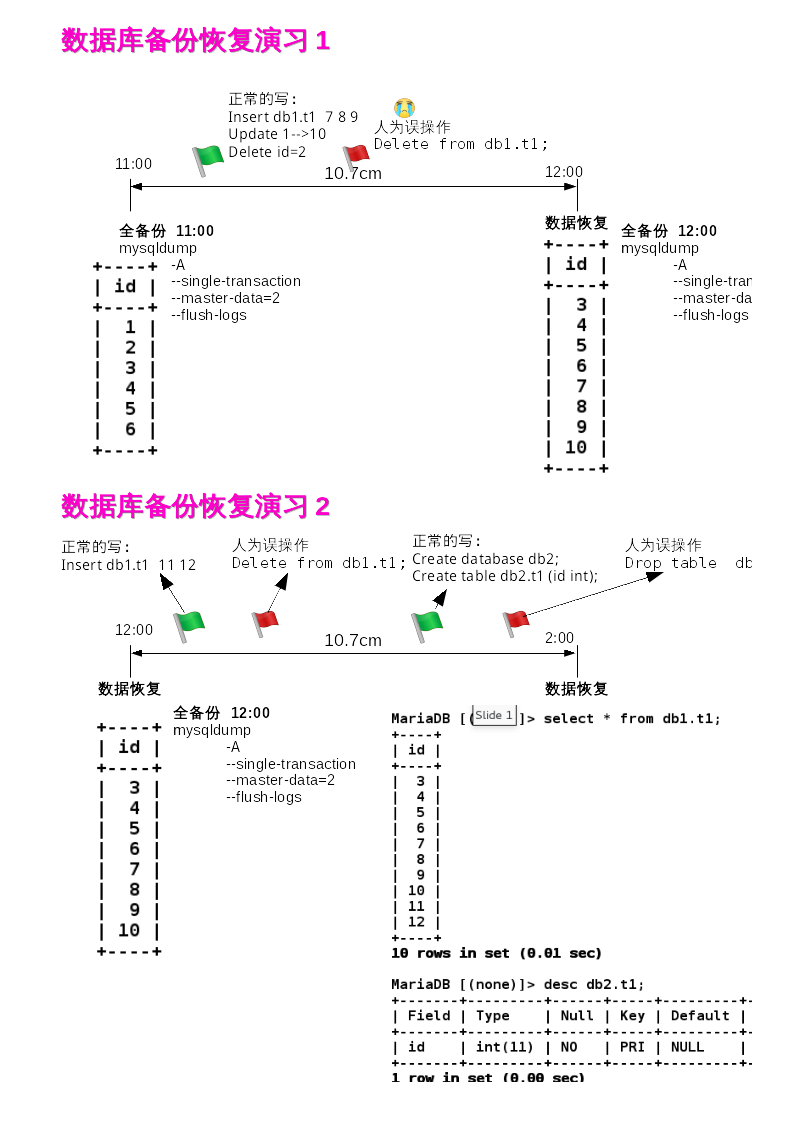 数据库备份恢复演习 1
正常的写:
Insert db1.t1  7 8 9
Update 1-->10
Delete id=2
人为误操作
Delete from db1.t1;
11:00
10.7cm
12:00
全备份  11:00
mysqldump
-A
--single-transaction
--master-data=2
--flush-logs
+----+
| id |
+----+
|  1 |
|  2 |
|  3 |
|  4 |
|  5 |
|  6 |
+----+
数据恢复
+----+
| id |
+----+
|  3 |
|  4 |
|  5 |
|  6 |
|  7 |
|  8 |
|  9 |
| 10 |
+----+
全备份  12:00
mysqldump
-A
--single-tran
--master-da
--flush-logs
数据库备份恢复演习 2
正常的写:
Insert db1.t1  11 12
人为误操作
Delete from db1.t1;
正常的写:
Create database db2;
Create table db2.t1 (id int);
人为误操作
Drop table  db
12:00
10.7cm
2:00
数据恢复
+----+
| id |
+----+
|  3 |
|  4 |
|  5 |
|  6 |
|  7 |
|  8 |
|  9 |
| 10 |
+----+
全备份  12:00
mysqldump
-A
--single-transaction
--master-data=2
--flush-logs
数据恢复
MariaDB [( ]> select * from db1.t1;
Slide 1
+----+
| id |
+----+
|  3 |
|  4 |
|  5 |
|  6 |
|  7 |
|  8 |
|  9 |
| 10 |
| 11 |
| 12 |
+----+
10 rows in set (0.01 sec)
MariaDB [(none)]> desc db2.t1;
+-------+---------+------+-----+---------+-
| Field | Type    | Null | Key | Default |
+-------+---------+------+-----+---------+-
| id    | int(11) | NO   | PRI | NULL    |
+-------+---------+------+-----+---------+-
1 row in set (0.00 sec)